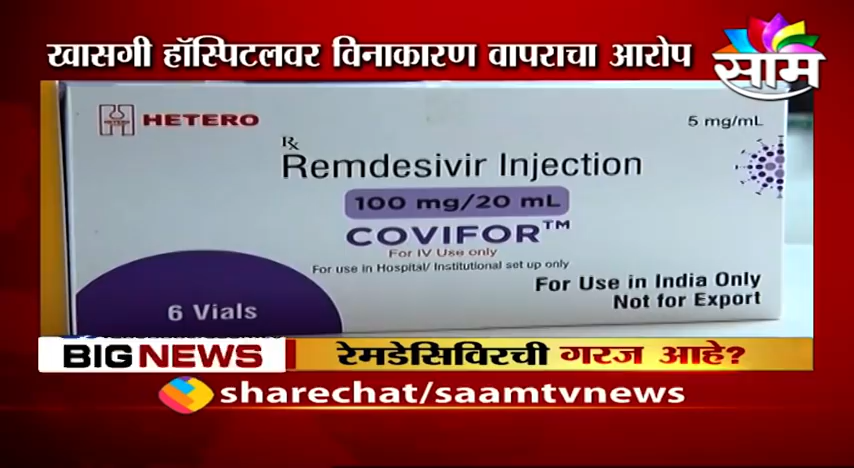 खासगी हॉस्पिटलवर विनाकारण वापराचा आरोप
साम
HETERO
5 mg/mL
Rx
Remdesivir Injection
100 mg/20 mL
COVIFOR™
For IV Use only
For use in Hospital/ Institutional set up only
For Use in India Only
Not for Export
6 Vials
BIG NEWS
रेमडेसिविरची गरज आहे?
sharechat/saamtvnews